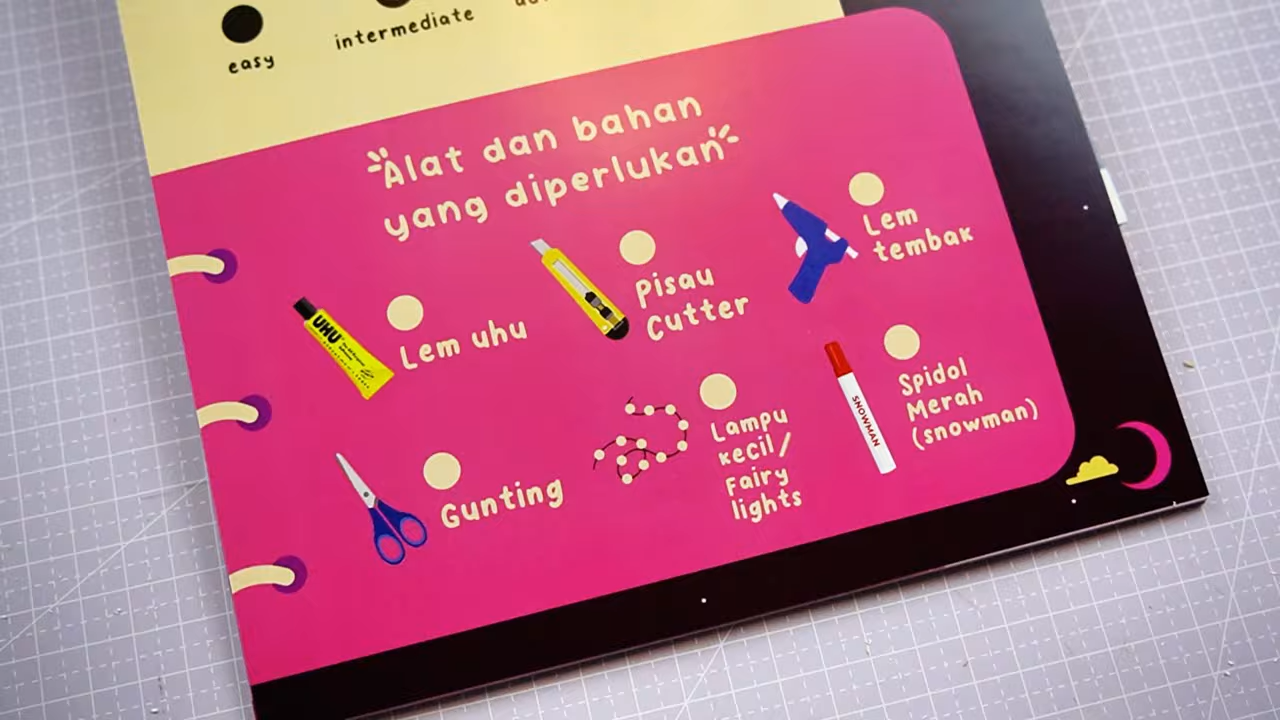 easy
intermediate
Alat dan bahan
yang diperlukan
UHU
Lem uhu
Pisau
Cutter
Lem
tembak
Gunting
Lampu
kecil/
Fairy
lights
SNOWMAN
Spidol
Merah
(snowman)